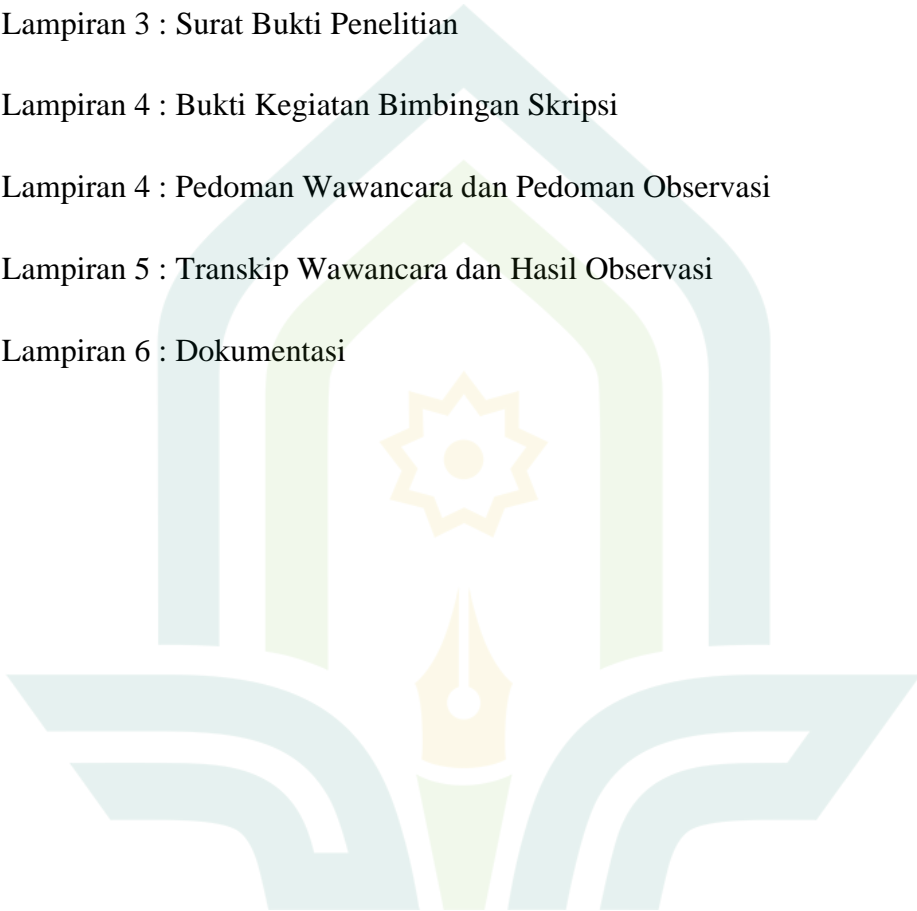 Lampiran 3 : Surat Bukti Penelitian
Lampiran 4 : Bukti Kegiatan Bimbingan Skripsi
Lampiran 4 : Pedoman Wawancara dan Pedoman Observasi
Lampiran 5 : Transkip Wawancara dan Hasil Observasi
Lampiran 6 : Dokumentasi